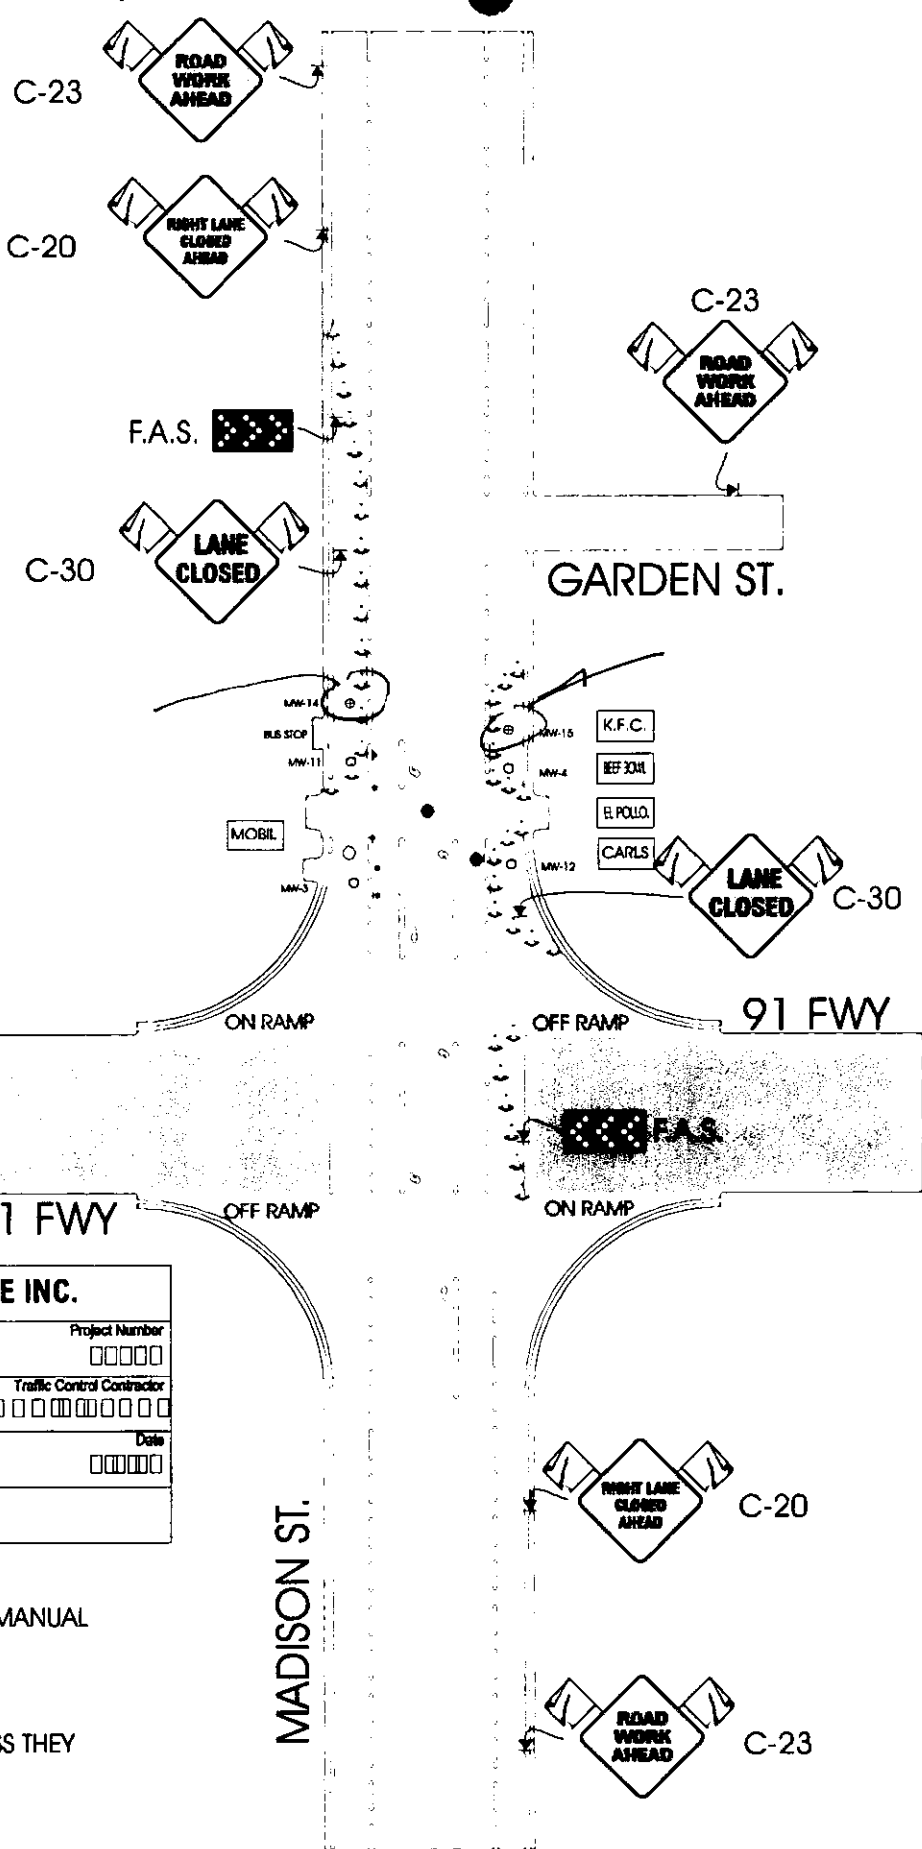 ROAD
WORK
AHEAD
C-23
RIGHT LANE
CLOSED
AHEAD
C-20
C-23
ROAD
WORK
AHEAD
F.A.S.
LANE
CLOSED
C-30
GARDEN ST.
MW-14
BUS STOP
MW-11
MW-15
K.F.C.
MW-4
BEEF BOWL
EL POLLO.
MOBIL
CARLS
MW-3
MW-12
LANE
CLOSED
C-30
ON RAMP
OFF RAMP
91 FWY
F.A.S.
1 FWY
OFF RAMP
ON RAMP
E INC.
Project Number
Traffic Control Contractor
Date
RIGHT LANE
CLOSED
AHEAD
C-20
MADISON ST.
MANUAL
ROAD
WORK
AHEAD
C-23
SS THEY